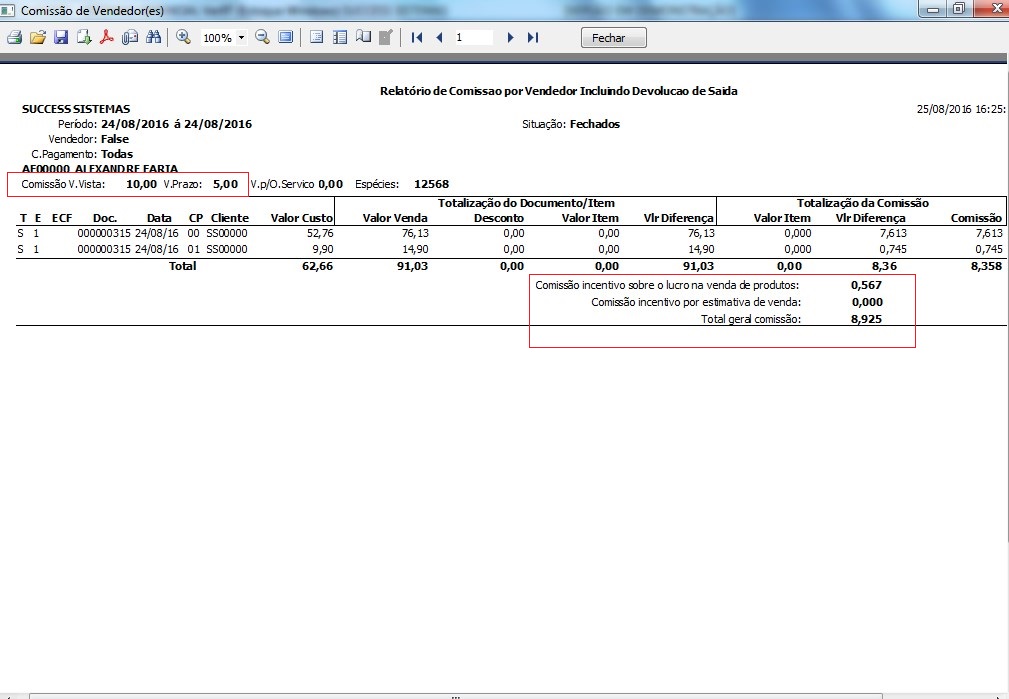 Comissão de Vendedor(es)
100% 1 Fechar
Relatório de Comissao por Vendedor Incluindo Devolucao de Saida
SUCCESS SISTEMAS 25/08/2016 16:25:
Período: 24/08/2016 á 24/08/2016 Situação: Fechados
Vendedor: False
C.Pagamento: Todas
AF00000 ALEXANDRE FARIA
Comissão V.Vista: 10,00 V.Prazo: 5,00 V.p/O.Servico 0,00 Espécies: 12568
Totalização do Documento/Item Totalização da Comissão
T E ECF Doc. Data CP Cliente Valor Custo Valor Venda Desconto Valor Item Vlr Diferença Valor Item Vlr Diferença Comissão
S 1 000000315 24/08/16 00 SS00000 52,76 76,13 0,00 0,00 76,13 0,000 7,613 7,613
S 1 000000315 24/08/16 01 SS00000 9,90 14,90 0,00 0,00 14,90 0,000 0,745 0,745
Total 62,66 91,03 0,00 0,00 91,03 0,00 8,36 8,358
Comissão incentivo sobre o lucro na venda de produtos: 0,567
Comissão incentivo por estimativa de venda: 0,000
Total geral comissão: 8,925